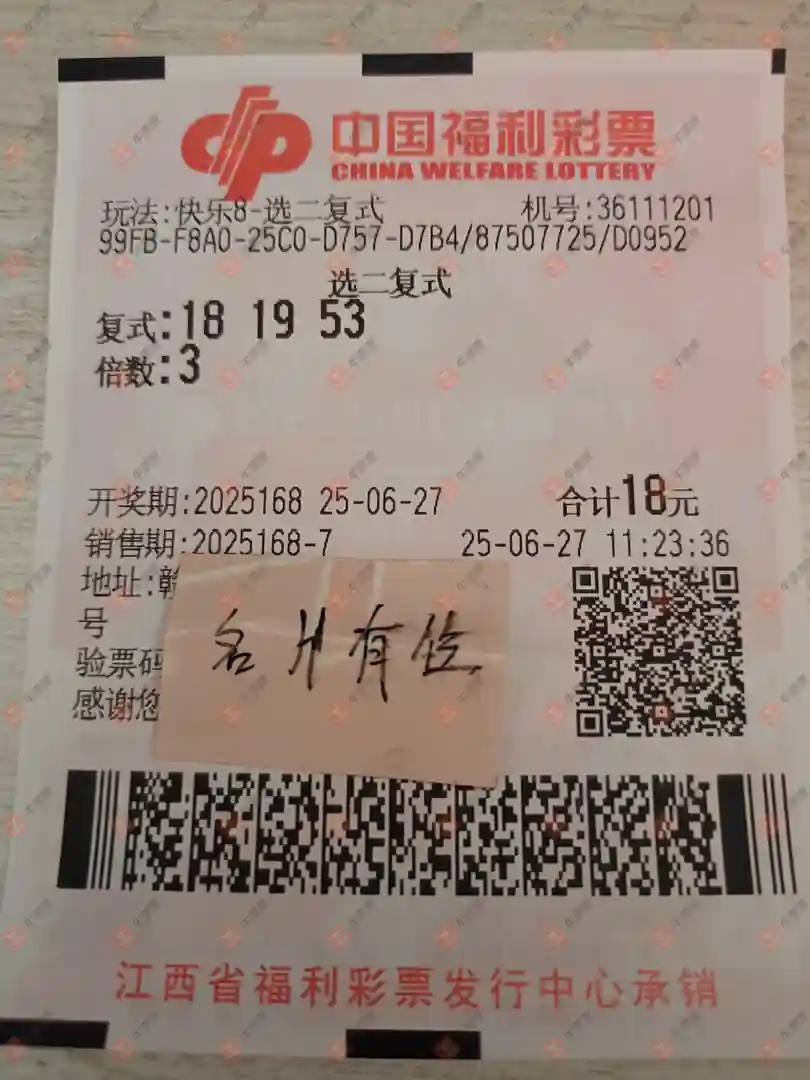 中国福利彩票
CHINA WELFARE LOTTERY
玩法:快乐8-选二复式 机号:36111201
99FB-F8A0-25C0-D757-D7B4/87507725/D0952
选二复式
复式:18 19 53
倍数:3
开奖期:2025168 25-06-27 合计18元
销售期:2025168-7 25-06-27 11:23:36
地址:赣
号
验票码
感谢您
名片有位
江西省福利彩票发行中心承销